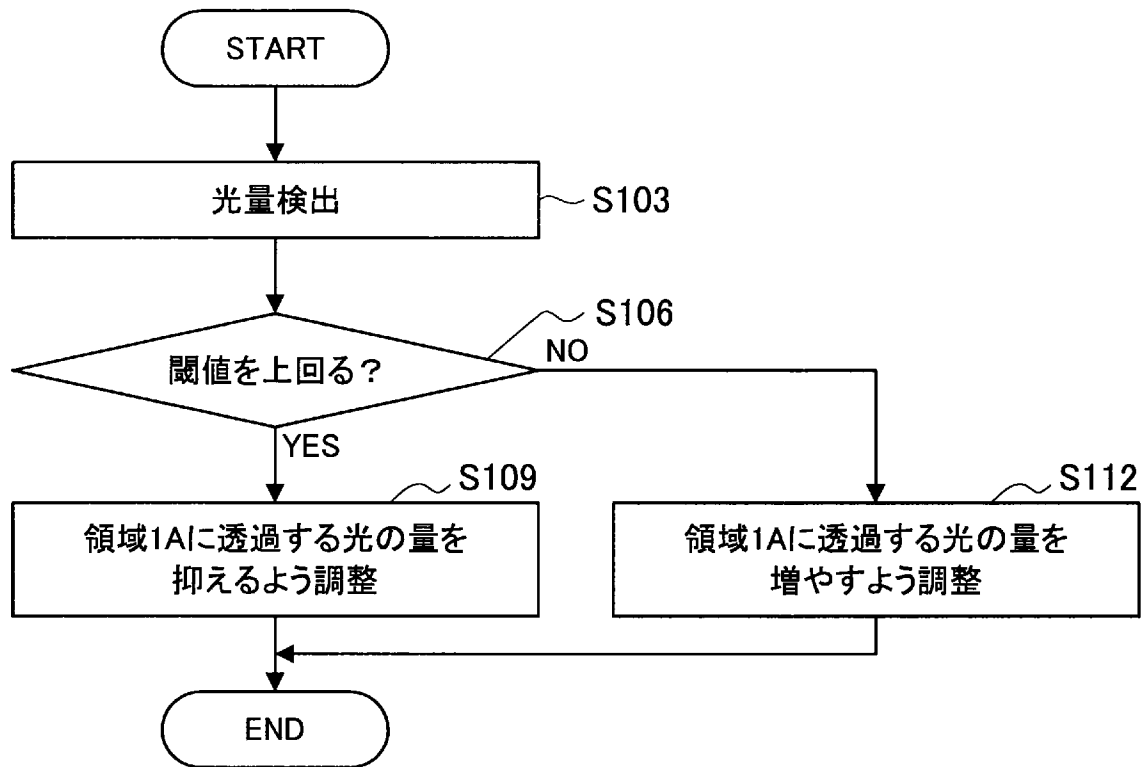 START
光量検出
S103
S106
閾値を上回る?
NO
YES
S109
S112
領域1Aに透過する光の量を
抑えるよう調整
領域1Aに透過する光の量を
増やすよう調整
END